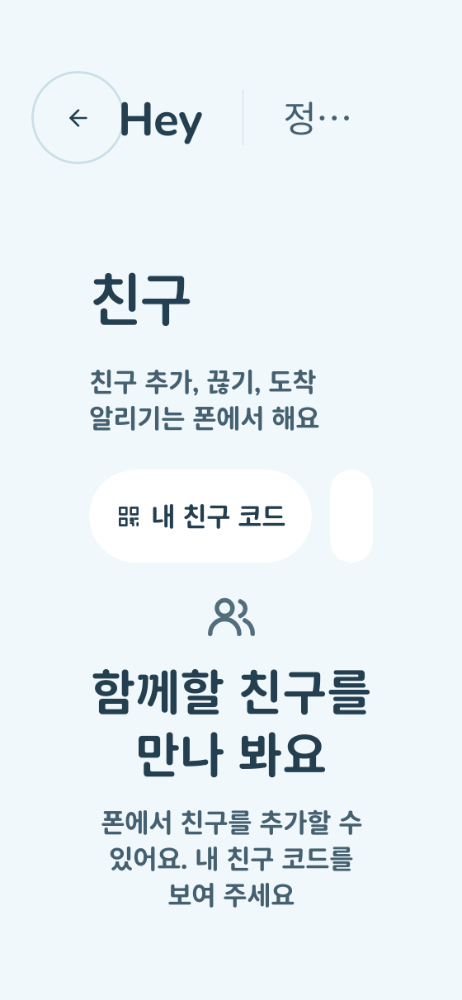 Hey
정…
친구
친구 추가, 끊기, 도착
알리기는 폰에서 해요
내 친구 코드
함께할 친구를
만나 봐요
폰에서 친구를 추가할 수
있어요. 내 친구 코드를
보여 주세요